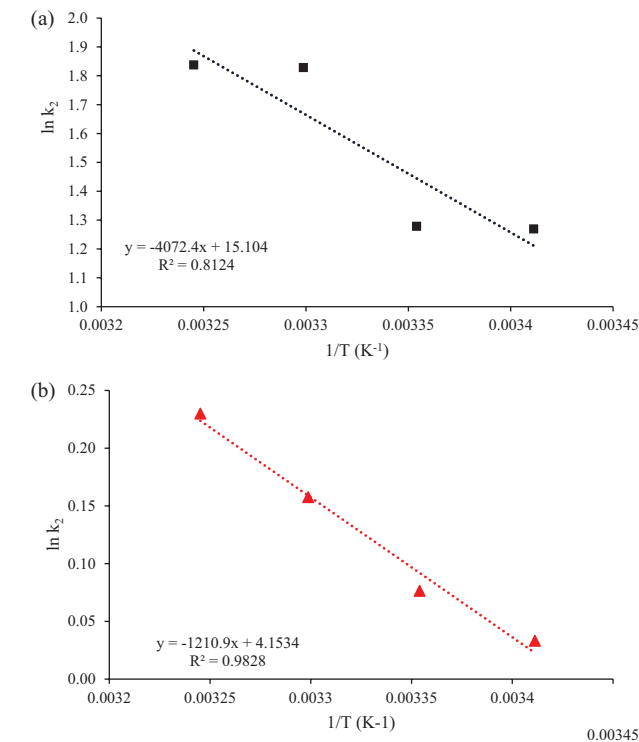 (a)
2.0
1.9
1.8
1.7
1.6
1.5
1.4
1.3
1.2
1.1
1.0
ln k₂
y = -4072.4x + 15.104
R² = 0.8124
0.0032 0.00325 0.0033 0.00335 0.0034 0.00345
1/T (K⁻¹)
(b)
0.25
0.20
0.15
0.10
0.05
0.00
ln k₂
y = -1210.9x + 4.1534
R² = 0.9828
0.0032 0.00325 0.0033 0.00335 0.0034
1/T (K-1)
0.00345